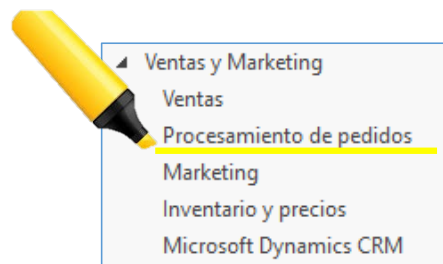 Ventas y Marketing
Ventas
Procesamiento de pedidos
Marketing
Inventario y precios
Microsoft Dynamics CRM